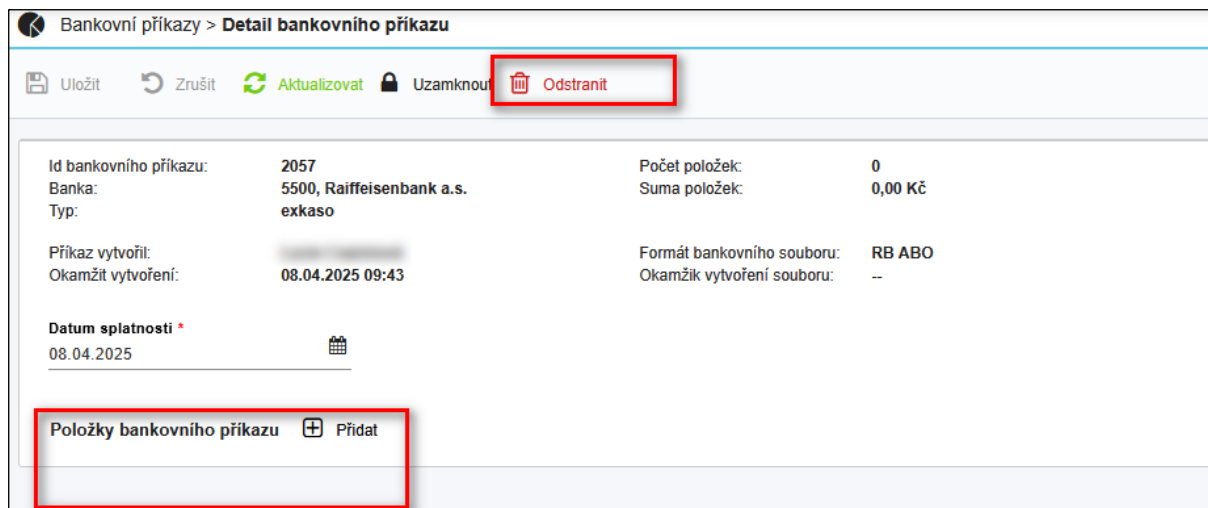 Bankovní příkazy > Detail bankovního příkazu
Uložit Zrušit Aktualizovat Uzamknout Odstranit
Id bankovního příkazu: 2057 Počet položek: 0
Banka: 5500, Raiffeisenbank a.s. Suma položek: 0,00 Kč
Typ: exkaso
Příkaz vytvořil: Formát bankovního souboru: RB ABO
Okamžit vytvoření: 08.04.2025 09:43 Okamžik vytvoření souboru: --
Datum splatnosti *
08.04.2025
Položky bankovního příkazu Přidat